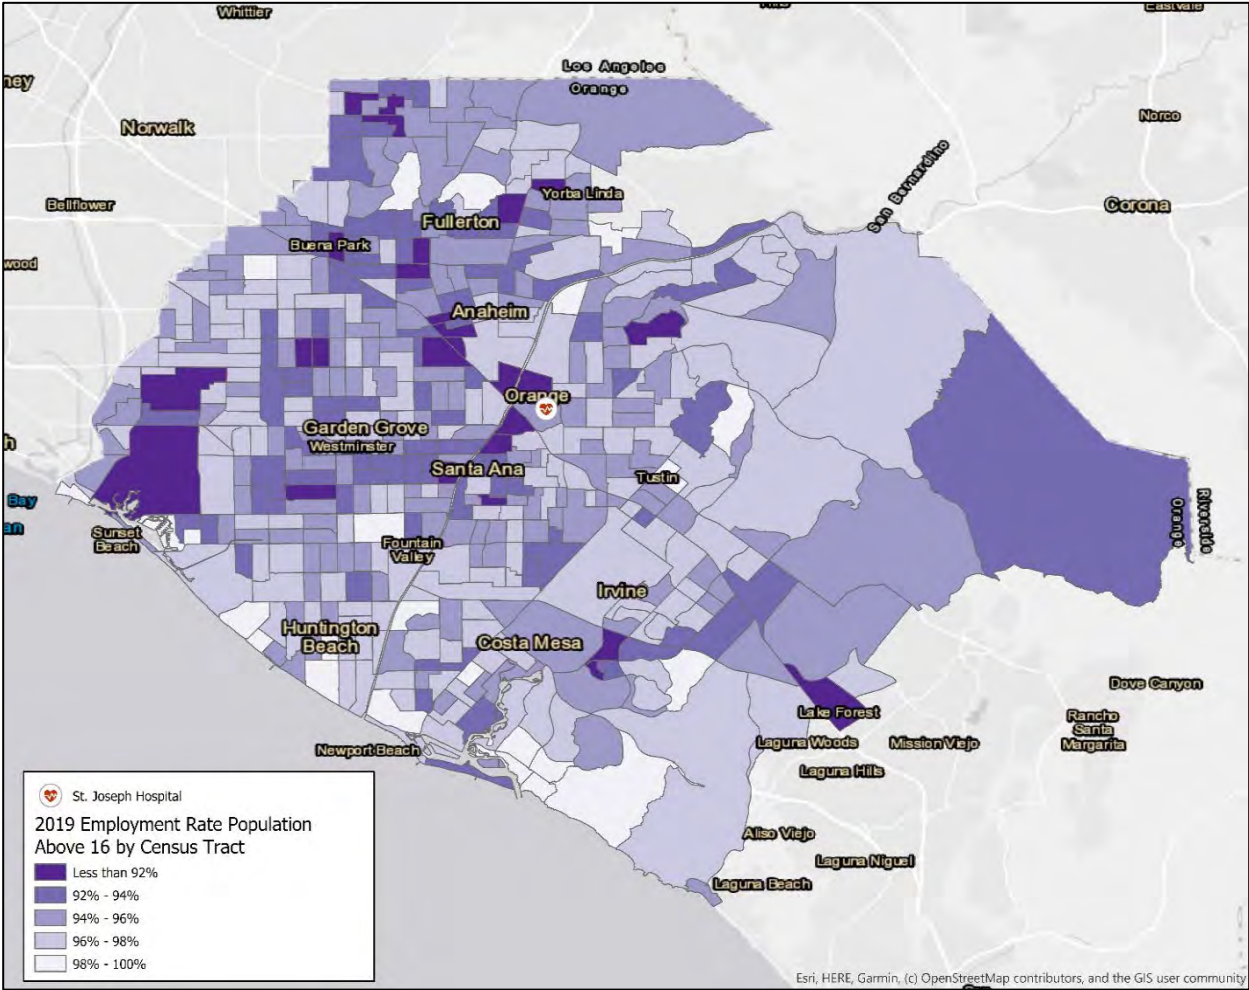 Whittier
Eastvale
Los Angeles
Orange
Norwalk
Norco
San Bernardino
Bellflower
Yorba Linda
Corona
Fullerton
Buena Park
wood
Anaheim
Orange
Garden Grove
Westminster
Santa Ana
Tustin
Bay
an
Orange
Riverside
Sunset
Beach
Fountain
Valley
Irvine
Huntington
Beach
Costa Mesa
Dove Canyon
Lake Forest
Rancho
Santa
Margarita
Laguna Woods
Mission Viejo
Newport Beach
Laguna Hills
St. Joseph Hospital
2019 Employment Rate Population
Above 16 by Census Tract
Less than 92%
92% - 94%
94% - 96%
96% - 98%
98% - 100%
Aliso Viejo
Laguna Niguel
Laguna Beach
Esri, HERE, Garmin, (c) OpenStreetMap contributors, and the GIS user community